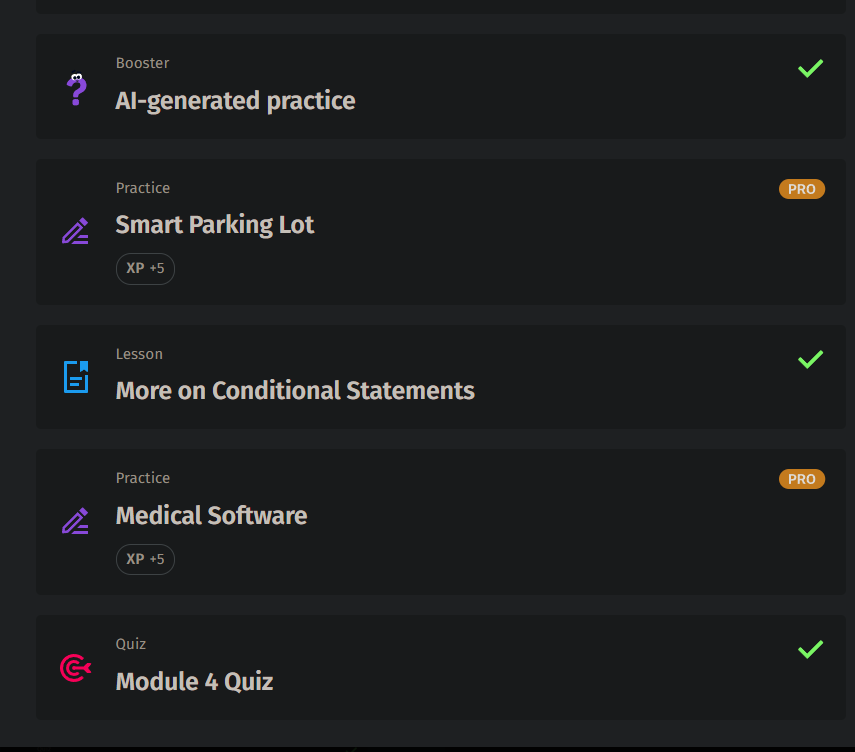 Booster
AI-generated practice
Practice
PRO
Smart Parking Lot
XP +5
Lesson
More on Conditional Statements
Practice
PRO
Medical Software
XP +5
Quiz
Module 4 Quiz